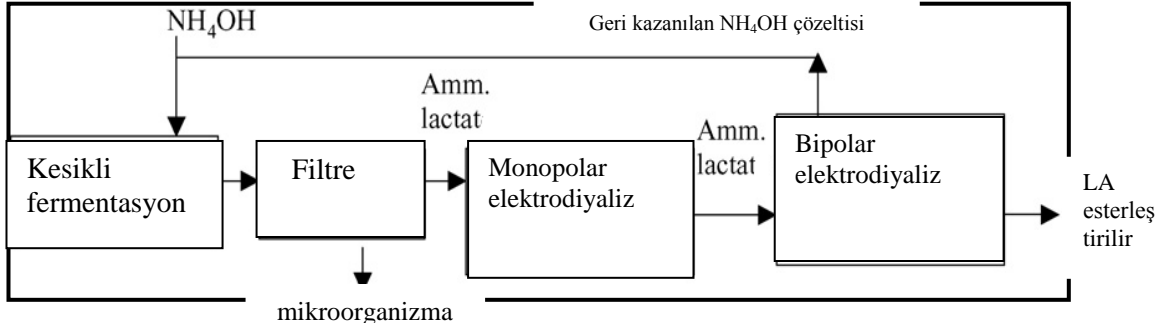 NH₄OH
Geri kazanılan NH₄OH çözeltisi
Amm.
lactat
Kesikli
fermentasyon
Filtre
Monopolar
elektrodiyaliz
Amm.
lactat
Bipolar
elektrodiyaliz
LA
esterleş
tirilir
mikroorganizma